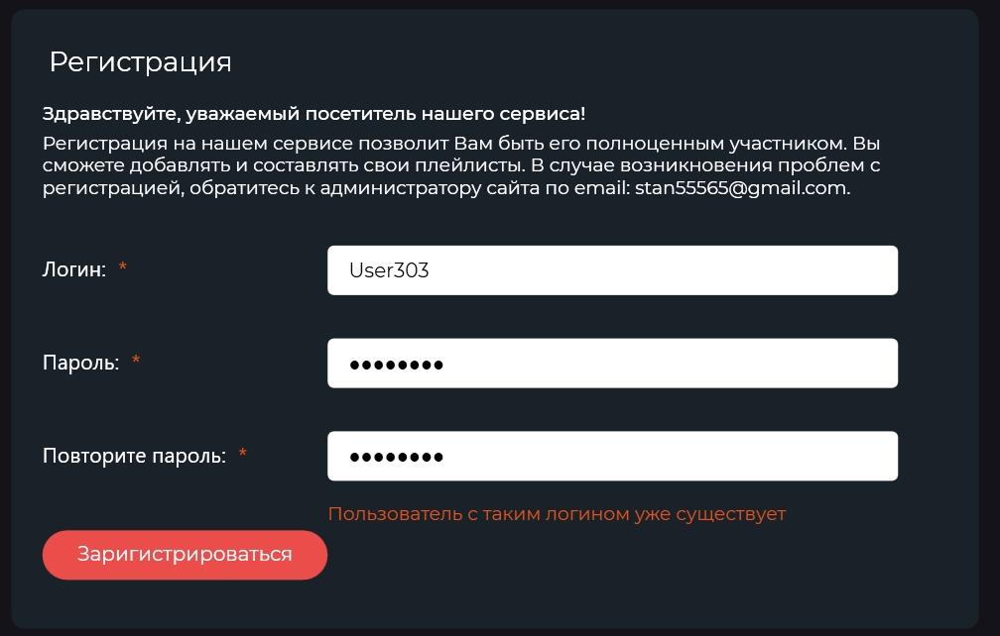 Регистрация
Здравствуйте, уважаемый посетитель нашего сервиса!
Регистрация на нашем сервисе позволит Вам быть его полноценным участником. Вы
сможете добавлять и составлять свои плейлисты. В случае возникновения проблем с
регистрацией, обратитесь к администратору сайта по email: stan55565@gmail.com.
Логин: * User303
Пароль: * ••••••••
Повторите пароль: * ••••••••
Пользователь с таким логином уже существует
Заригистрироваться